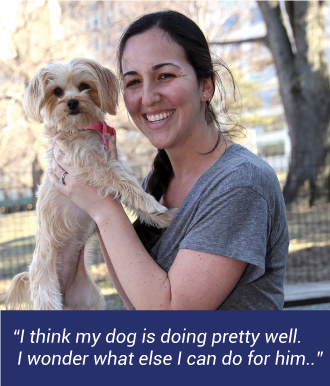 “I think my dog is doing pretty well.
I wonder what else I can do for him..”